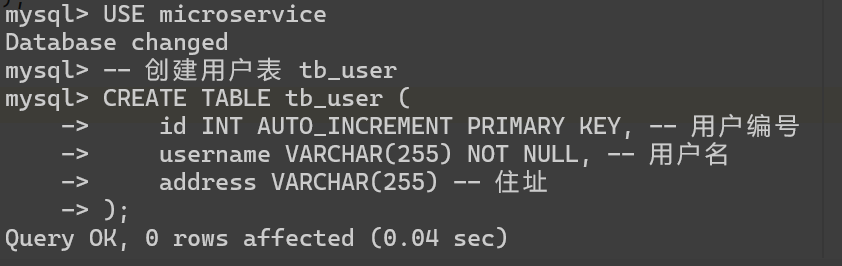 mysql> USE microservice
Database changed
mysql> -- 创建用户表 tb_user
mysql> CREATE TABLE tb_user (
    ->     id INT AUTO_INCREMENT PRIMARY KEY, -- 用户编号
    ->     username VARCHAR(255) NOT NULL, -- 用户名
    ->     address VARCHAR(255) -- 住址
    -> );
Query OK, 0 rows affected (0.04 sec)